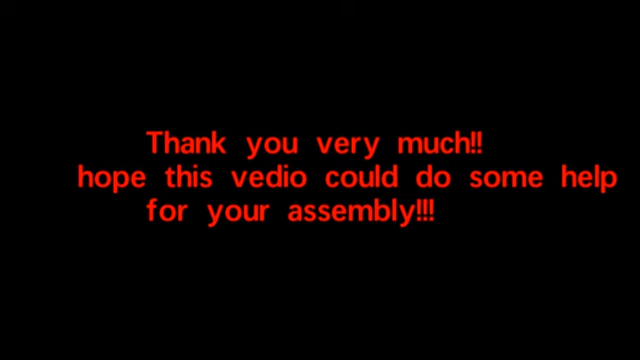 Thank you very much!!
hope this vedio could do some help
for your assembly!!!